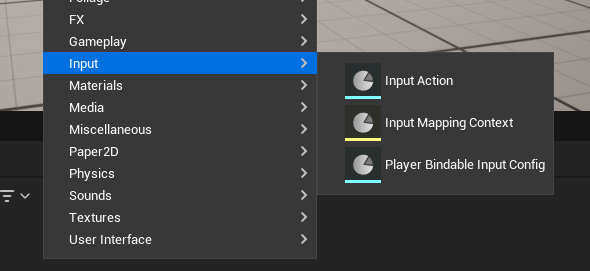 Foliage
FX
Gameplay
Input
Materials
Media
Miscellaneous
Paper2D
Physics
Sounds
Textures
User Interface
Input Action
Input Mapping Context
Player Bindable Input Config